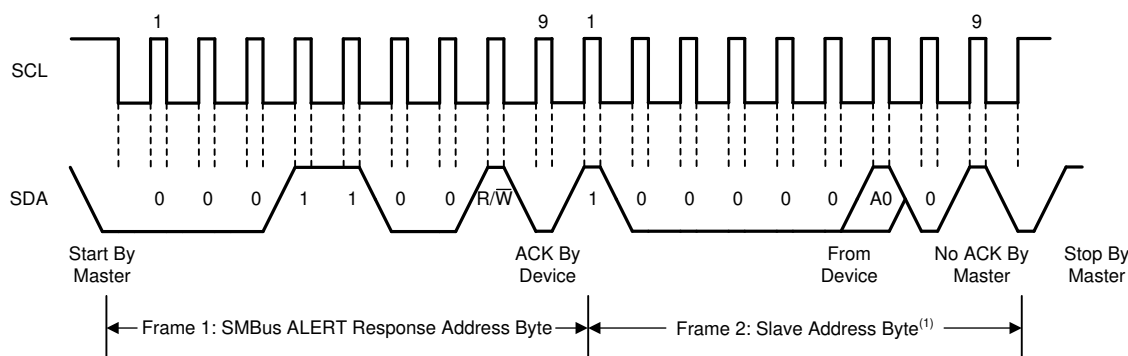 1 9 1 9
SCL
SDA 0 0 0 1 1 0 0 R/W̅ 1 0 0 0 0 0 A0 0
Start By
Master
ACK By
Device
From
Device
No ACK By
Master
Stop By
Master
Frame 1: SMBus ALERT Response Address Byte
Frame 2: Slave Address Byte(1)